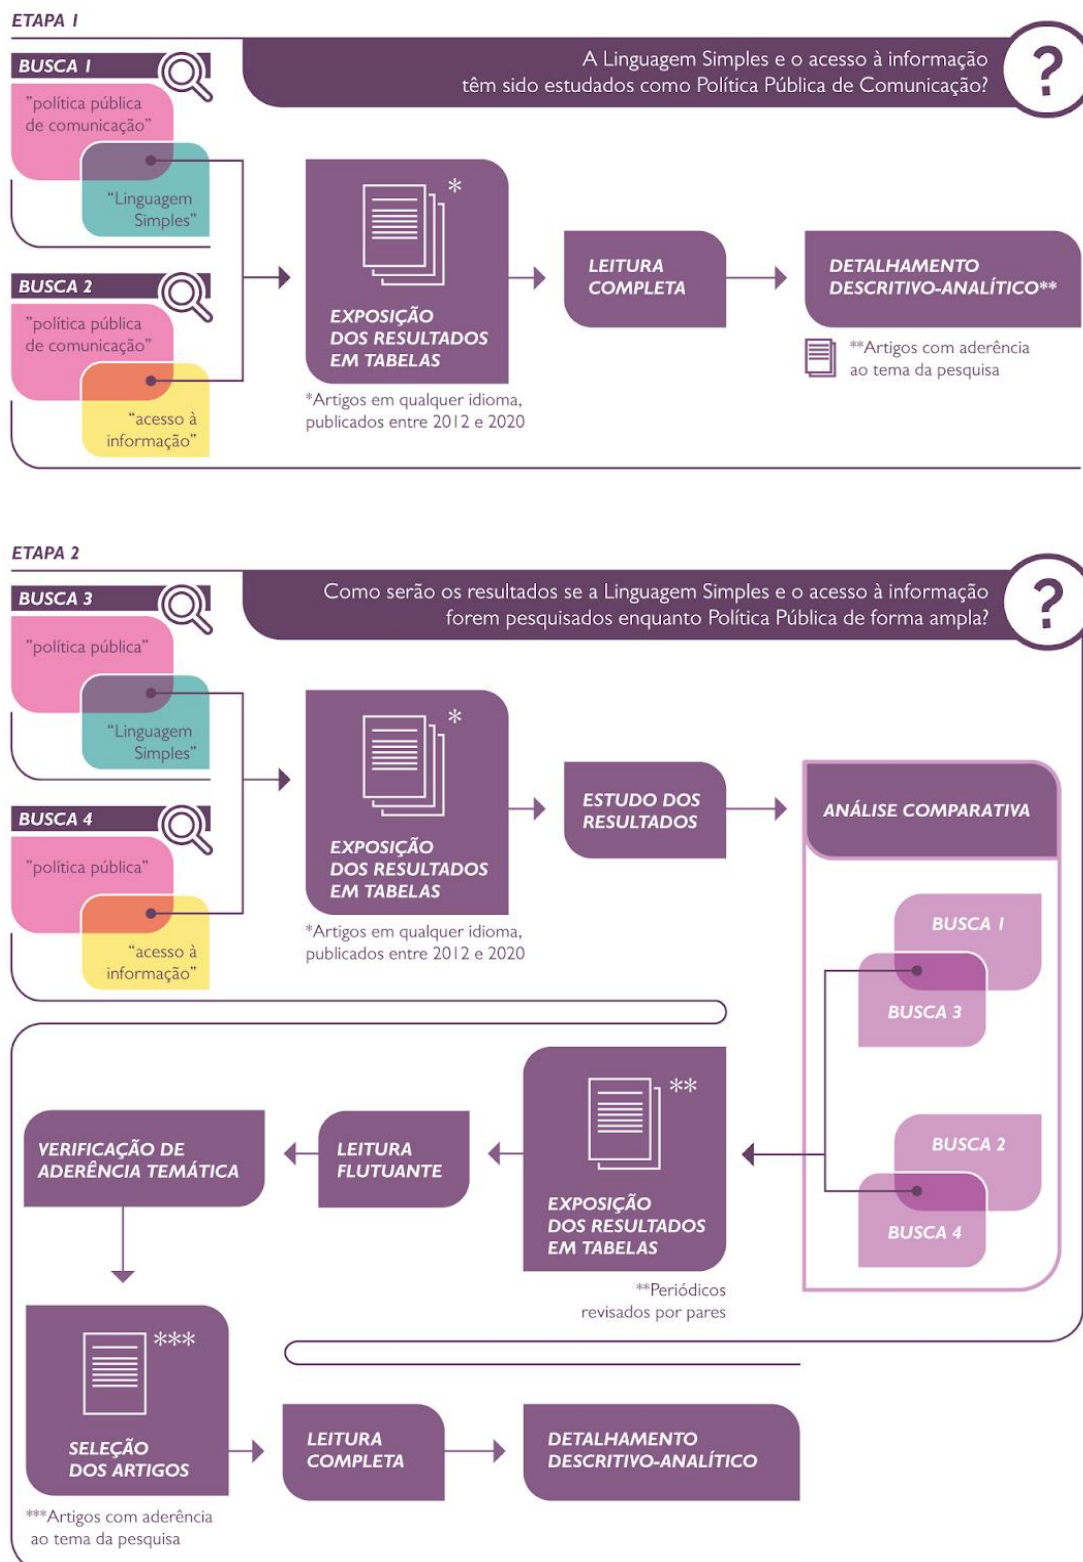 ETAPA 1
BUSCA 1
"política pública
de comunicação"
"Linguagem
Simples"
A Linguagem Simples e o acesso à informação
têm sido estudados como Política Pública de Comunicação?
?
BUSCA 2
"política pública
de comunicação"
"acesso à
informação"
*
EXPOSIÇÃO
DOS RESULTADOS
EM TABELAS
*Artigos em qualquer idioma,
publicados entre 2012 e 2020
LEITURA
COMPLETA
DETALHAMENTO
DESCRITIVO-ANALÍTICO**
**Artigos com aderência
ao tema da pesquisa
ETAPA 2
BUSCA 3
"política pública"
"Linguagem
Simples"
Como serão os resultados se a Linguagem Simples e o acesso à informação
forem pesquisados enquanto Política Pública de forma ampla?
?
BUSCA 4
"política pública"
"acesso à
informação"
*
EXPOSIÇÃO
DOS RESULTADOS
EM TABELAS
*Artigos em qualquer idioma,
publicados entre 2012 e 2020
ESTUDO DOS
RESULTADOS
ANÁLISE COMPARATIVA
BUSCA 1
BUSCA 3
BUSCA 2
BUSCA 4
**
EXPOSIÇÃO
DOS RESULTADOS
EM TABELAS
**Periódicos
revisados por pares
LEITURA
FLUTUANTE
VERIFICAÇÃO DE
ADERÊNCIA TEMÁTICA
***
SELEÇÃO
DOS ARTIGOS
***Artigos com aderência
ao tema da pesquisa
LEITURA
COMPLETA
DETALHAMENTO
DESCRITIVO-ANALÍTICO